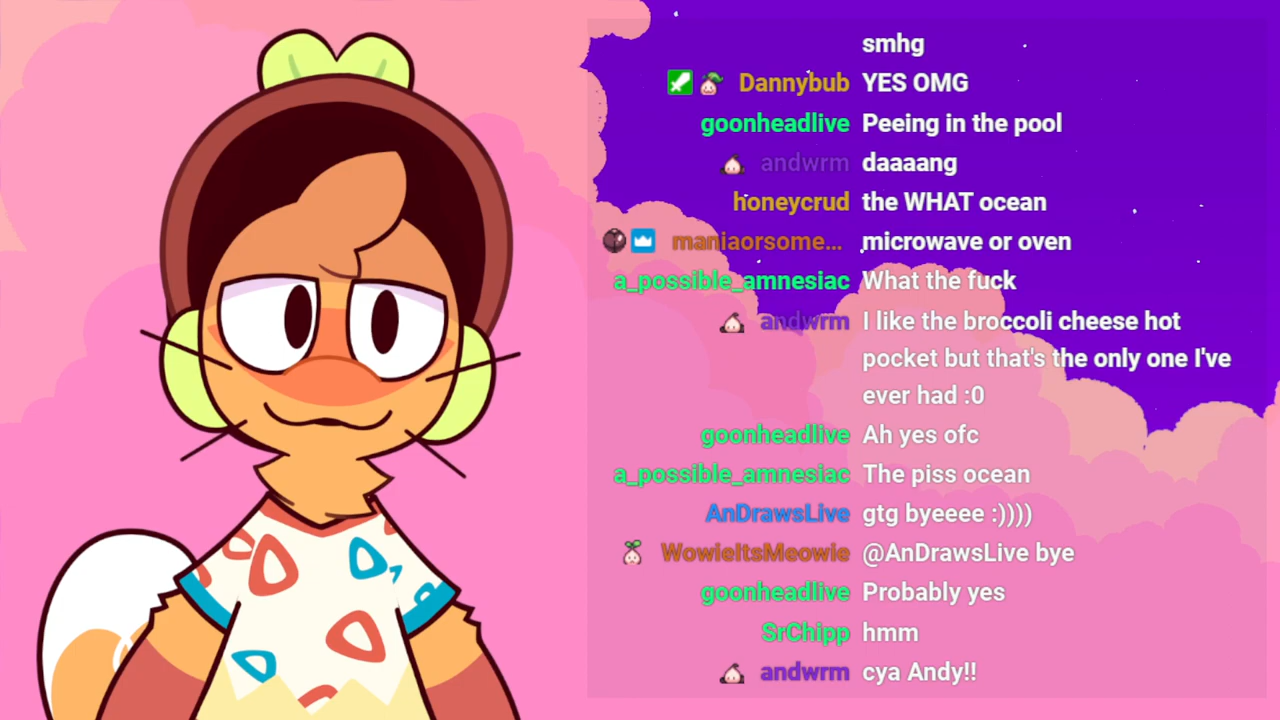 smhg
Dannybub YES OMG
goonheadlive Peeing in the pool
andwrm daaaang
honeycrud the WHAT ocean
maniaorsome... microwave or oven
a_possible_amnesiac What the fuck
andwrm I like the broccoli cheese hot
pocket but that's the only one I've
ever had :0
goonheadlive Ah yes ofc
a_possible_amnesiac The piss ocean
AnDrawsLive gtg byeeee :))))
WowieItsMeowie @AnDrawsLive bye
goonheadlive Probably yes
SrChipp hmm
andwrm cya Andy!!